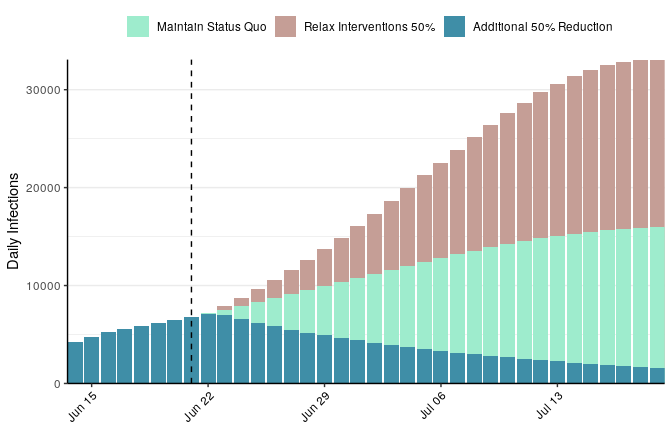 Maintain Status Quo Relax Interventions 50% Additional 50% Reduction
Daily Infections
30000
20000
10000
0
Jun 15 Jun 22 Jun 29 Jul 06 Jul 13